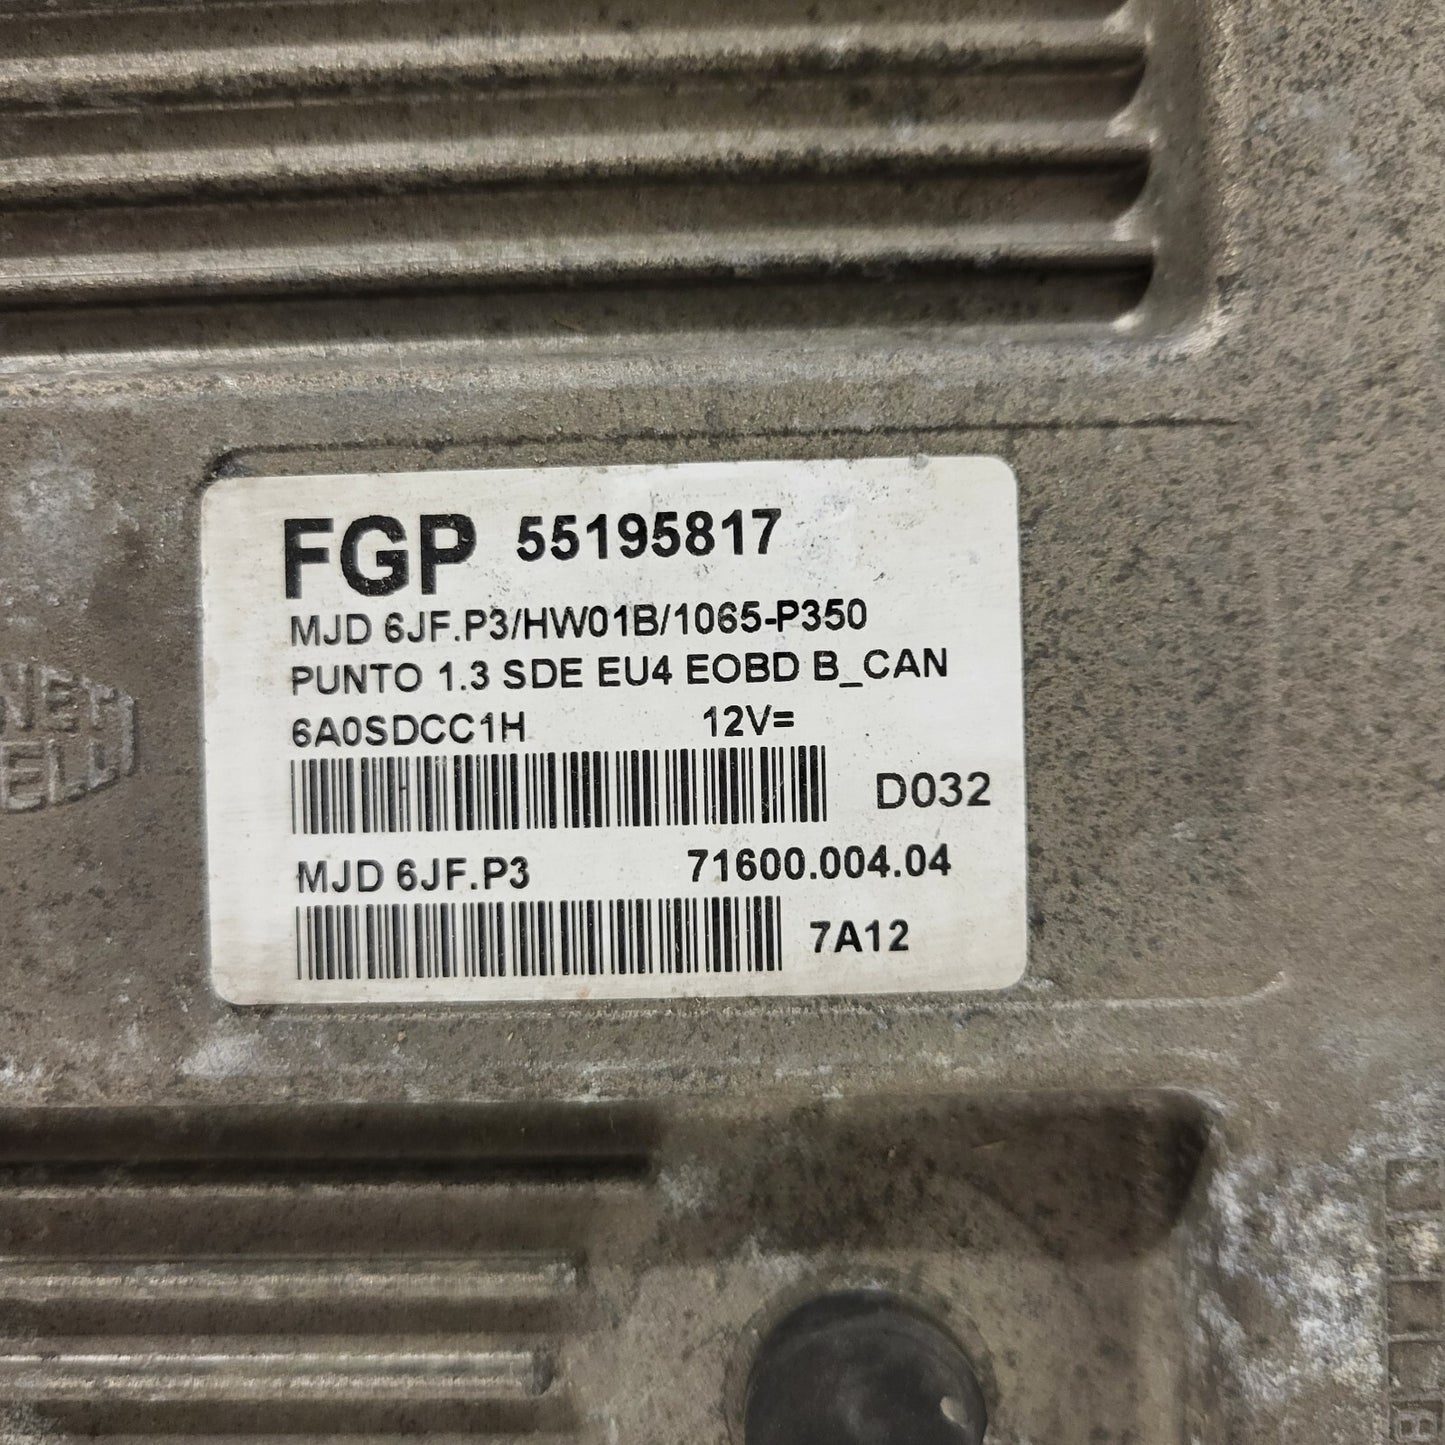 FGP 55195817
MJD 6JF.P3/HW01B/1065-P350
PUNTO 1.3 SDE EU4 EOBD B_CAN
6A0SDCC1H 12V=
D032
MJD 6JF.P3 71600.004.04
7A12